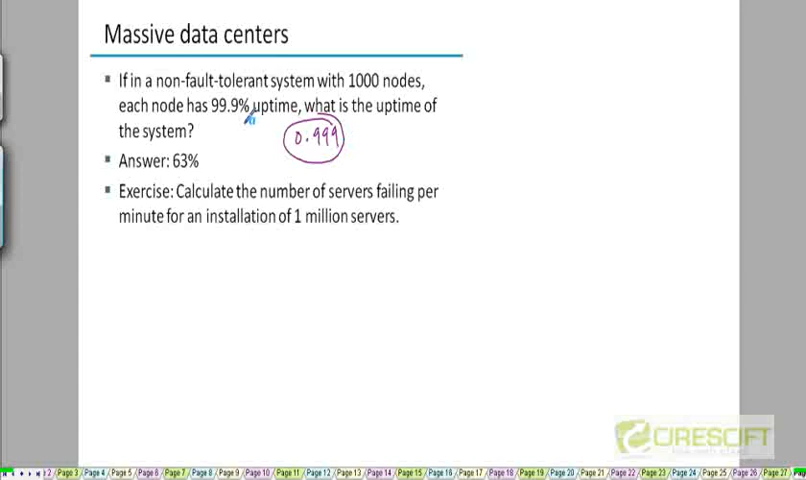 Massive data centers
▪ If in a non-fault-tolerant system with 1000 nodes,
each node has 99.9% uptime, what is the uptime of
the system?
0.999
▪ Answer: 63%
▪ Exercise: Calculate the number of servers failing per
minute for an installation of 1 million servers.
CIRESCIFT
2 Page 3 Page 4 Page 5 Page 6 Page 7 Page 8 Page 9 Page 10 Page 11 Page 12 Page 13 Page 14 Page 15 Page 16 Page 17 Page 18 Page 19 Page 20 Page 21 Page 22 Page 23 Page 24 Page 25 Page 26 Page 27 Pag